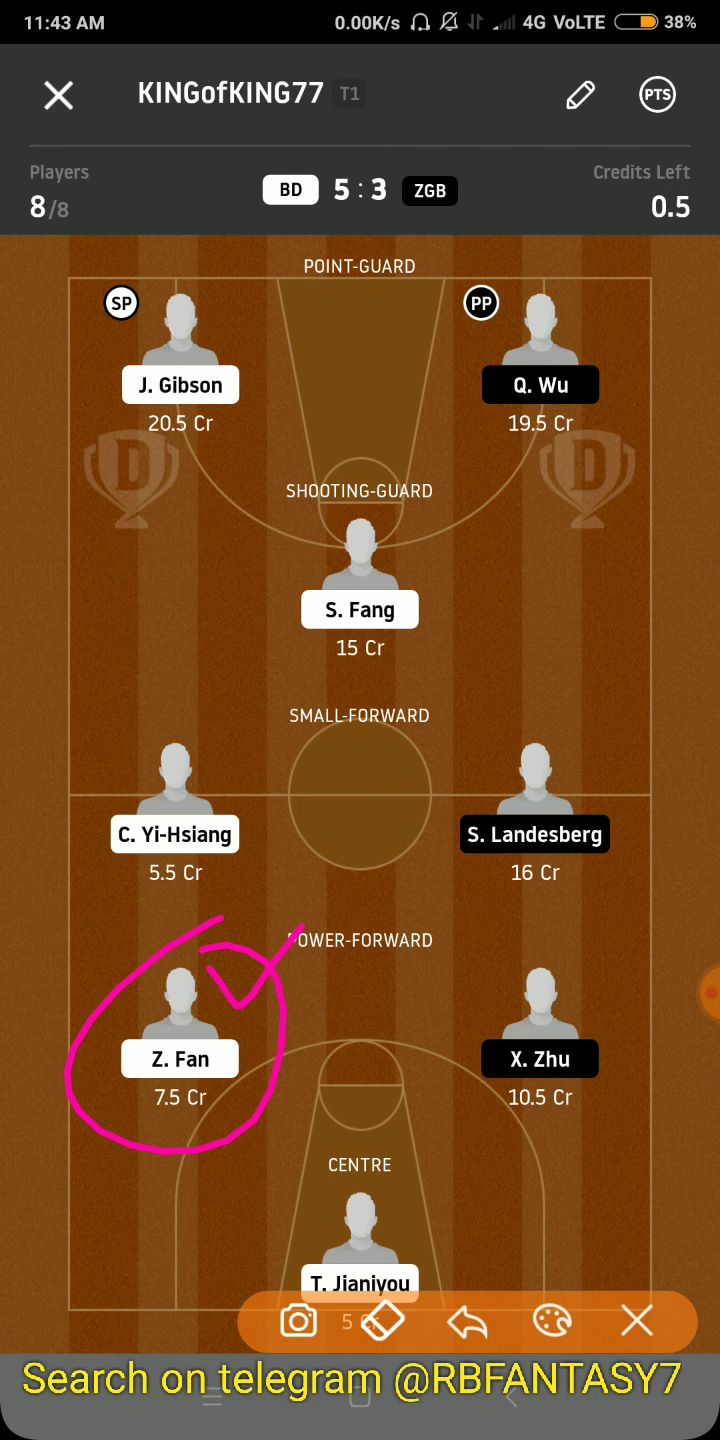 11:43 AM 0.00K/s 4G VoLTE 38%
KINGofKING77 T1 PTS
Players Credits Left
8/8 BD 5 : 3 ZGB 0.5
POINT-GUARD
SP PP
J. Gibson Q. Wu
20.5 Cr 19.5 Cr
D D
SHOOTING-GUARD
S. Fang
15 Cr
SMALL-FORWARD
C. Yi-Hsiang S. Landesberg
5.5 Cr 16 Cr
POWER-FORWARD
Z. Fan X. Zhu
7.5 Cr 10.5 Cr
CENTRE
T. Jianiyou
5
Search on telegram @RBFANTASY7